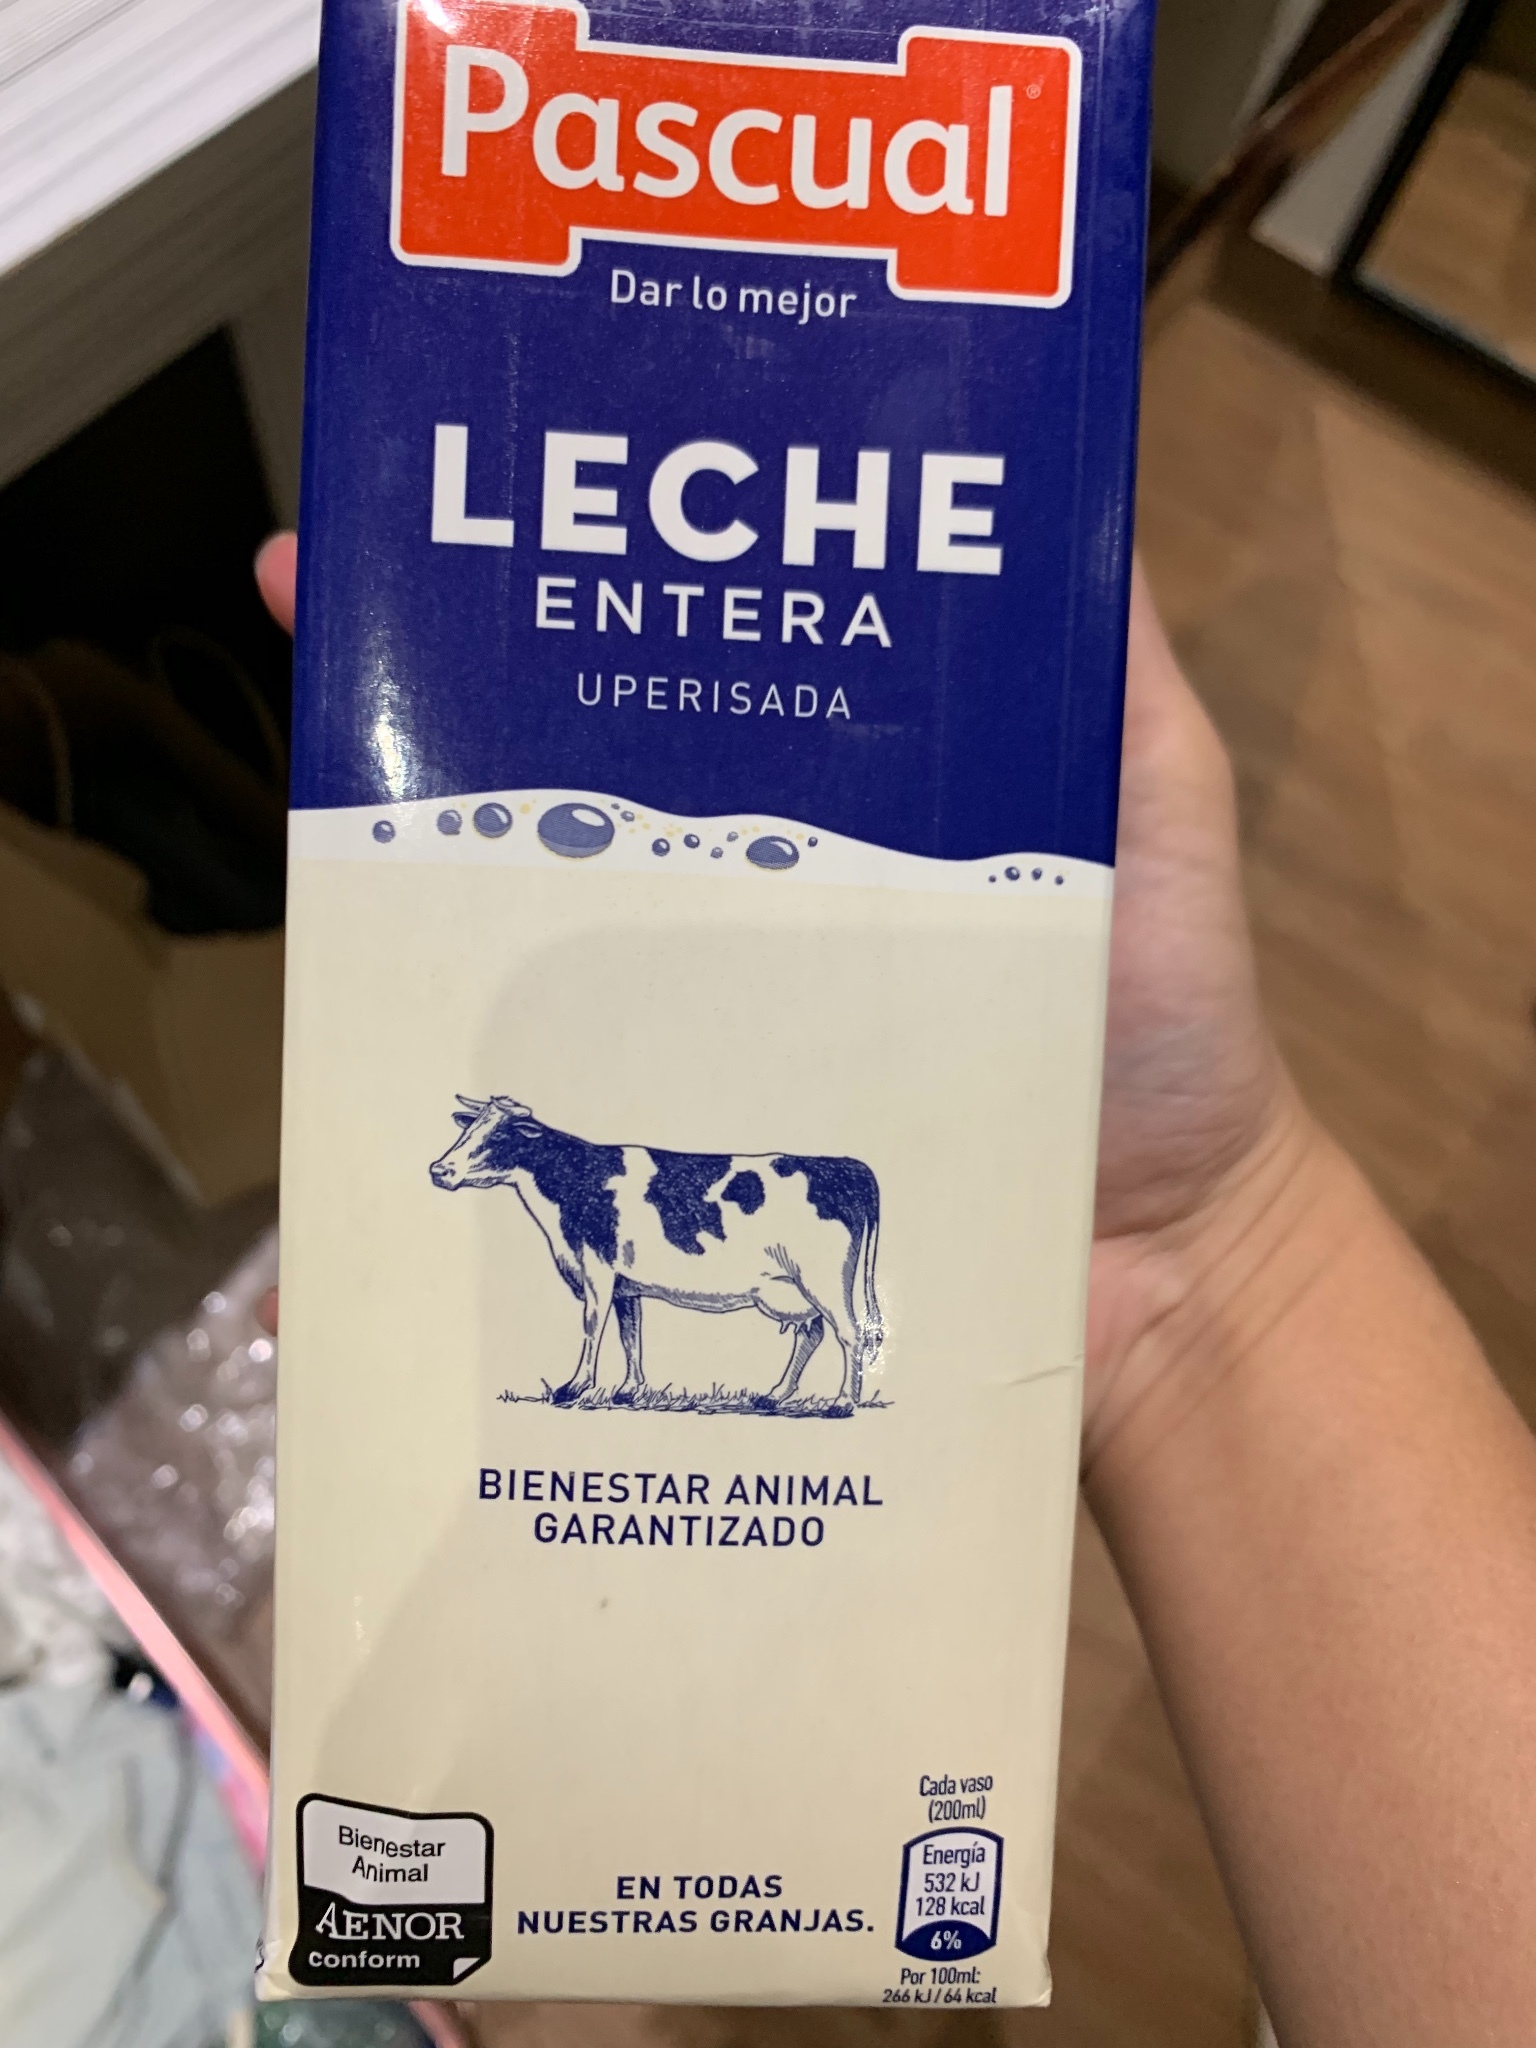 Pascual®
Dar lo mejor
LECHE
ENTERA
UPERISADA
BIENESTAR ANIMAL
GARANTIZADO
Bienestar
Animal
AENOR
conform
EN TODAS
NUESTRAS GRANJAS.
Cada vaso
(200ml)
Energía
532 kJ
128 kcal
6%
Por 100ml:
266 kJ/64 kcal